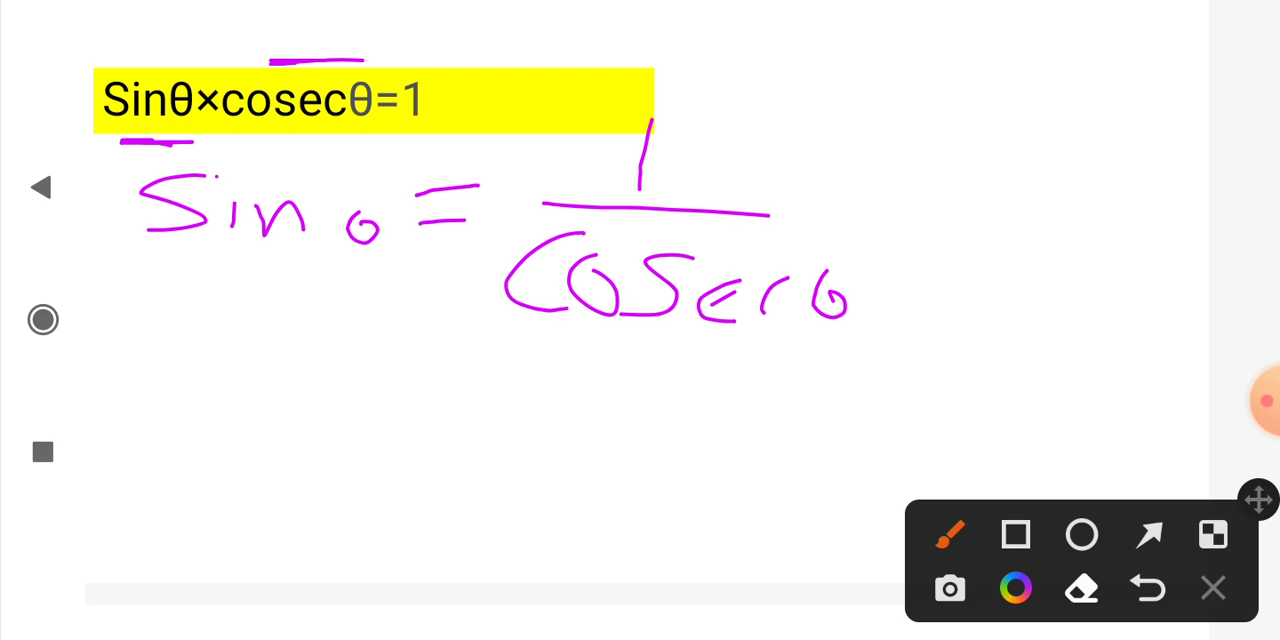 Sinθ×cosecθ=1
Sin θ = 1
Cosec θ